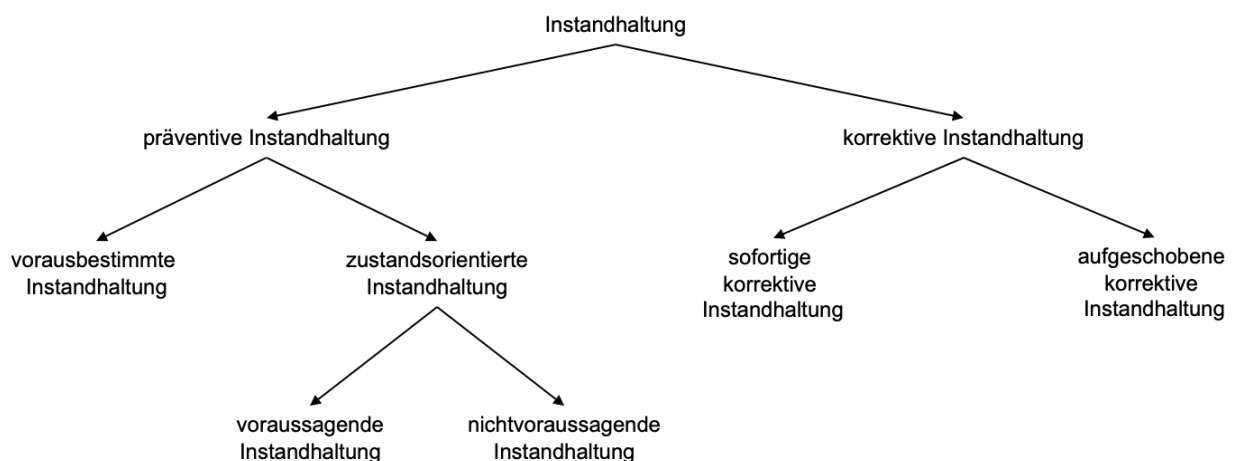 Instandhaltung
präventive Instandhaltung
korrektive Instandhaltung
vorausbestimmte
Instandhaltung
zustandsorientierte
Instandhaltung
sofortige
korrektive
Instandhaltung
aufgeschobene
korrektive
Instandhaltung
voraussagende
Instandhaltung
nichtvoraussagende
Instandhaltung